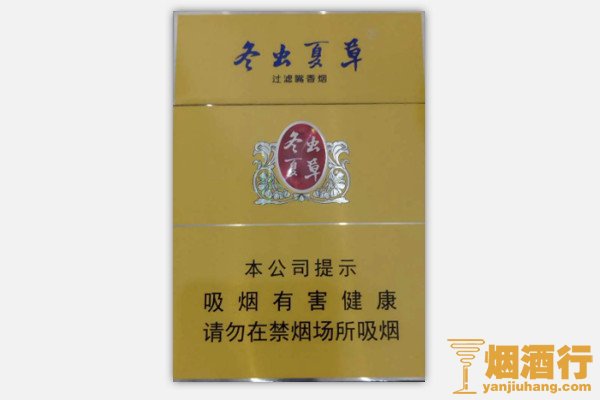 冬虫夏草
过滤嘴香烟
冬虫
夏草
本公司提示
吸烟有害健康
请勿在禁烟场所吸烟
烟酒行
yanjiuhang.com